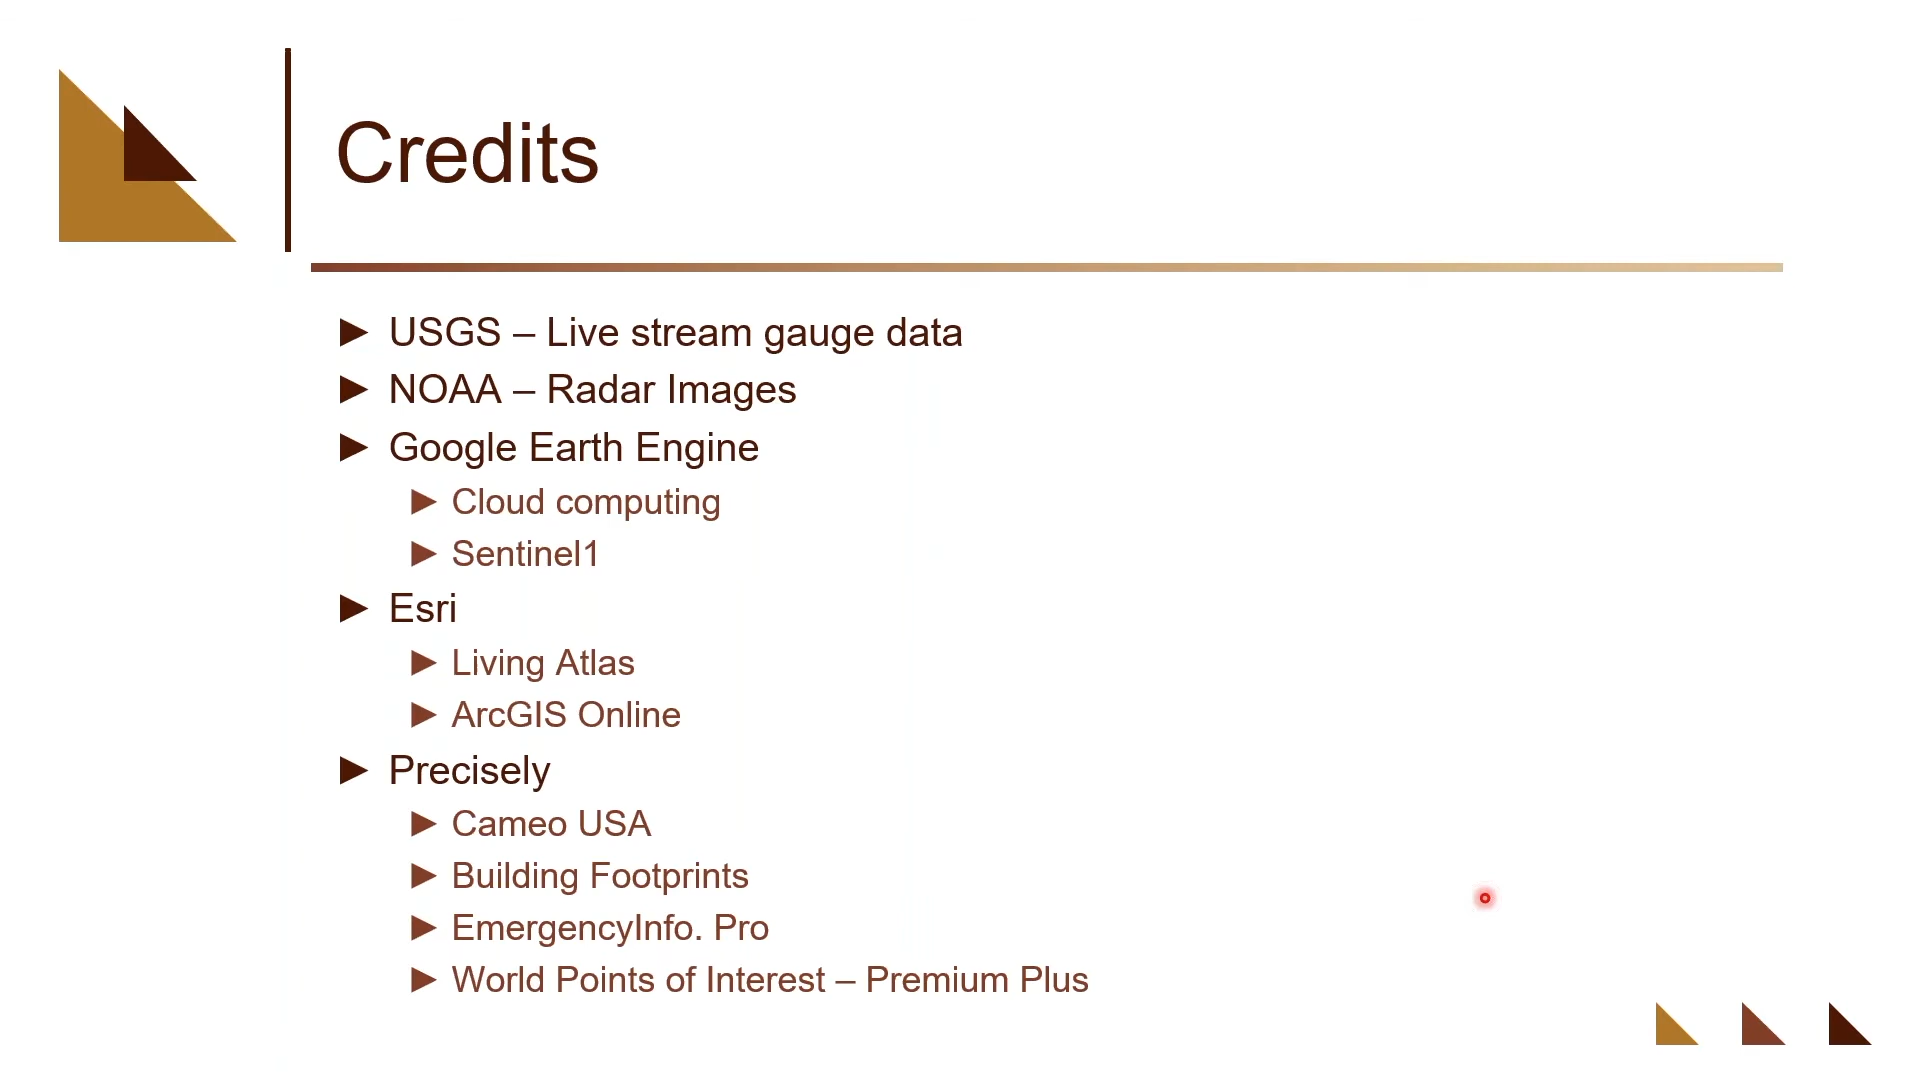 Credits
USGS – Live stream gauge data
NOAA – Radar Images
Google Earth Engine
Cloud computing
Sentinel1
Esri
Living Atlas
ArcGIS Online
Precisely
Cameo USA
Building Footprints
EmergencyInfo. Pro
World Points of Interest – Premium Plus